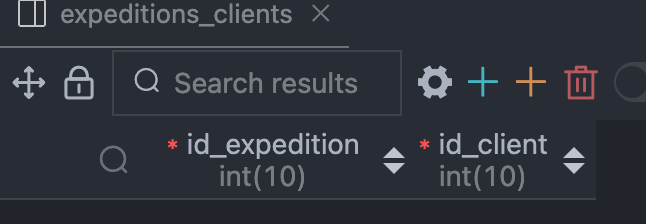 expeditions_clients
Search results
* id_expedition * id_client
int(10) int(10)